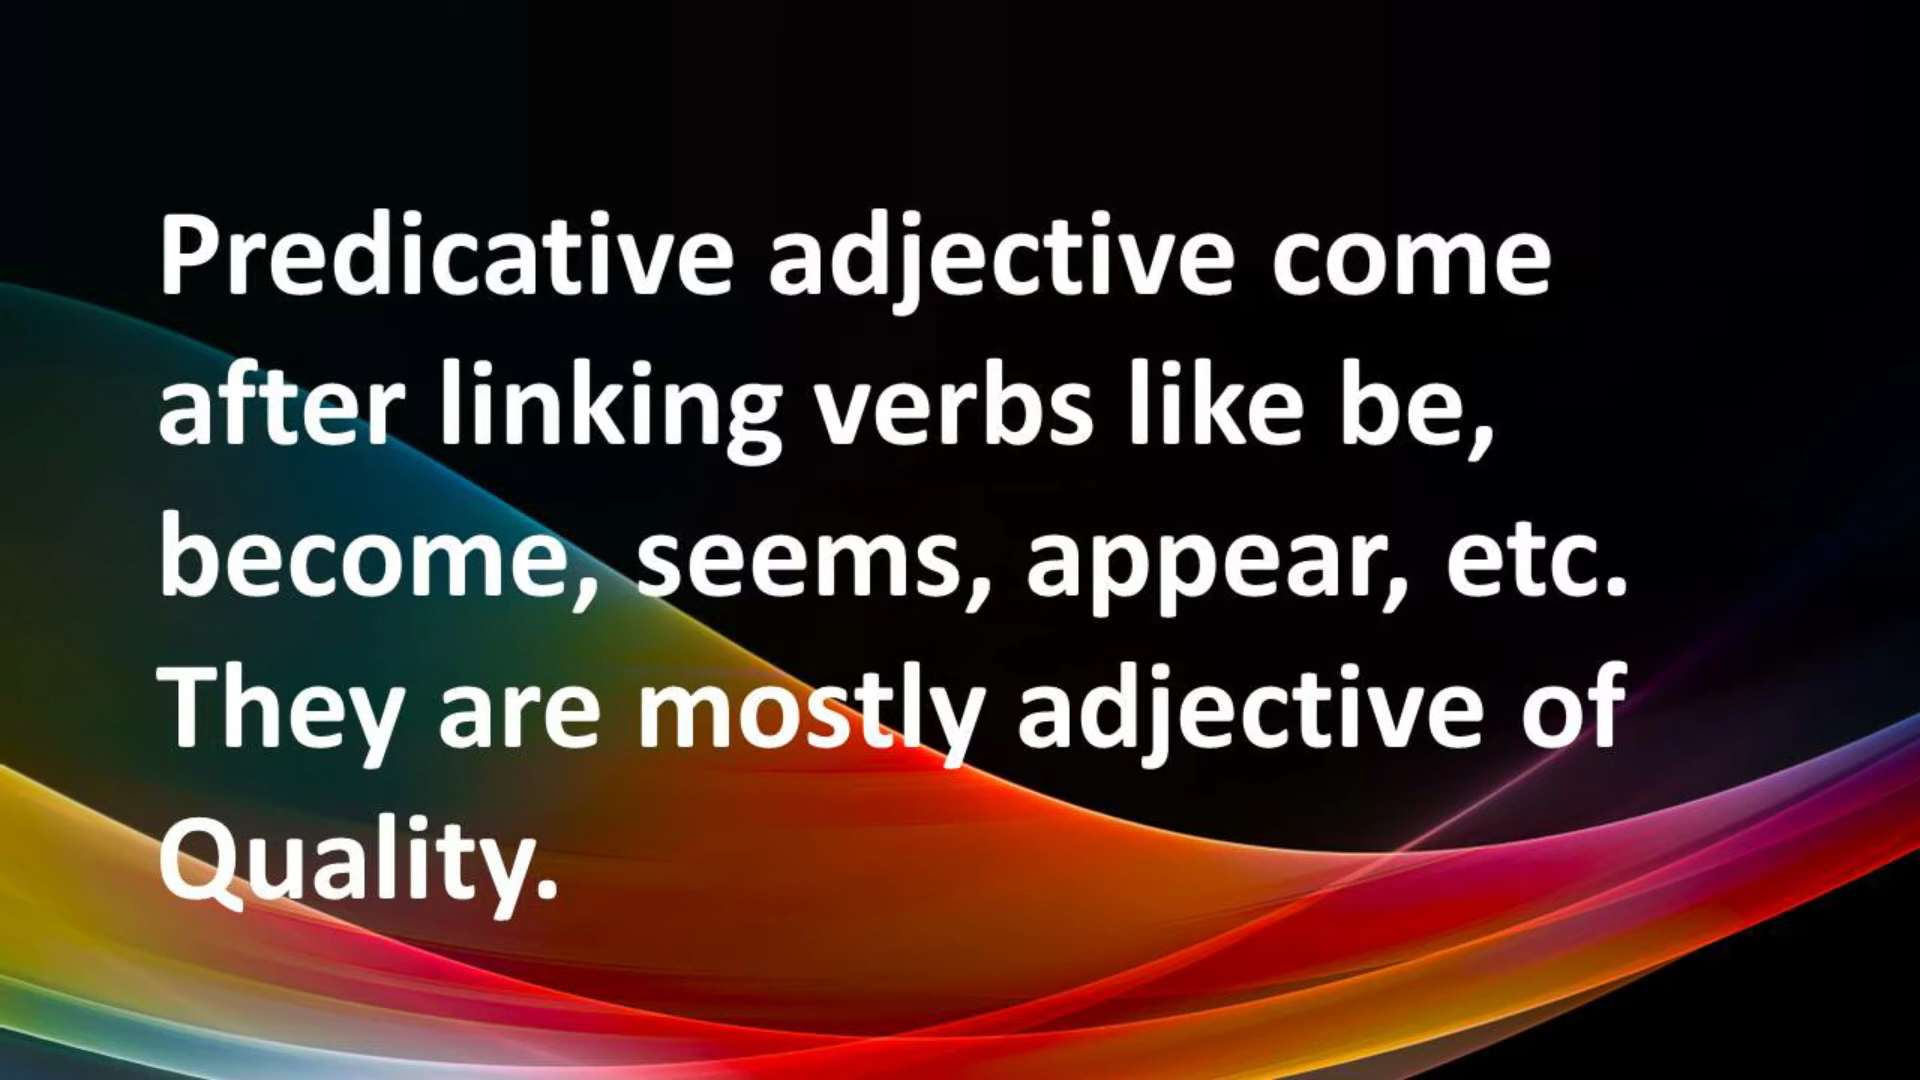 Predicative adjective come
after linking verbs like be,
become, seems, appear, etc.
They are mostly adjective of
Quality.